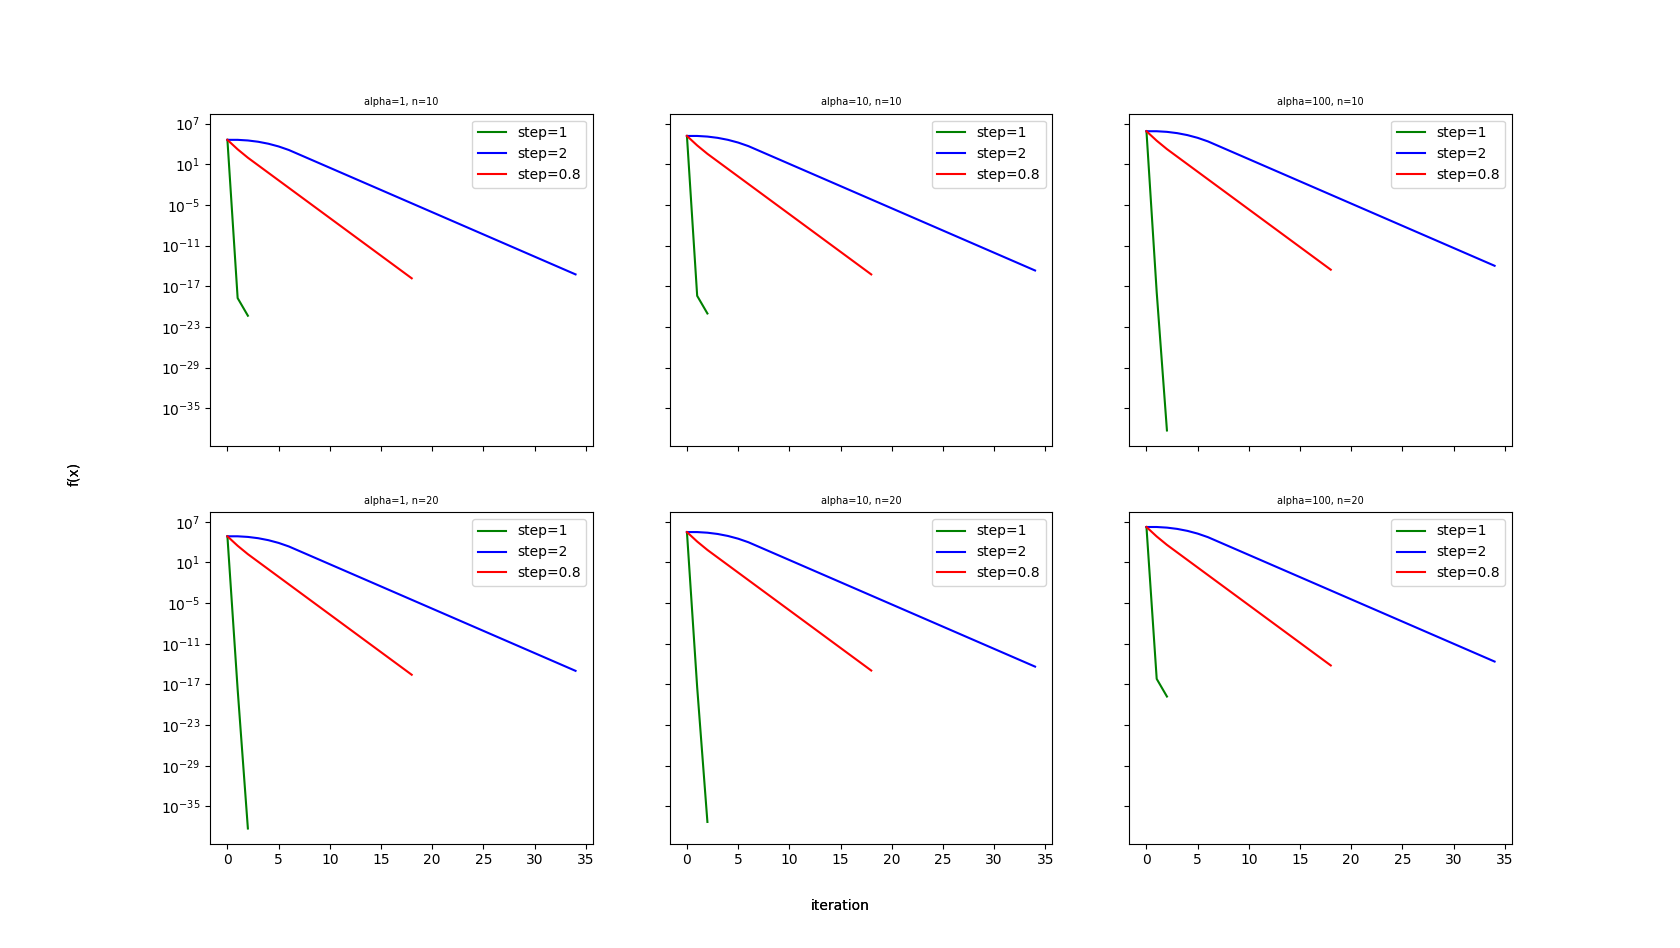 alpha=1, n=10
alpha=10, n=10
alpha=100, n=10
10^7
10^1
10^−5
10^−11
10^−17
10^−23
10^−29
10^−35
step=1
step=2
step=0.8
step=1
step=2
step=0.8
step=1
step=2
step=0.8
f(x)
alpha=1, n=20
alpha=10, n=20
alpha=100, n=20
10^7
10^1
10^−5
10^−11
10^−17
10^−23
10^−29
10^−35
step=1
step=2
step=0.8
step=1
step=2
step=0.8
step=1
step=2
step=0.8
0 5 10 15 20 25 30 35
0 5 10 15 20 25 30 35
0 5 10 15 20 25 30 35
iteration